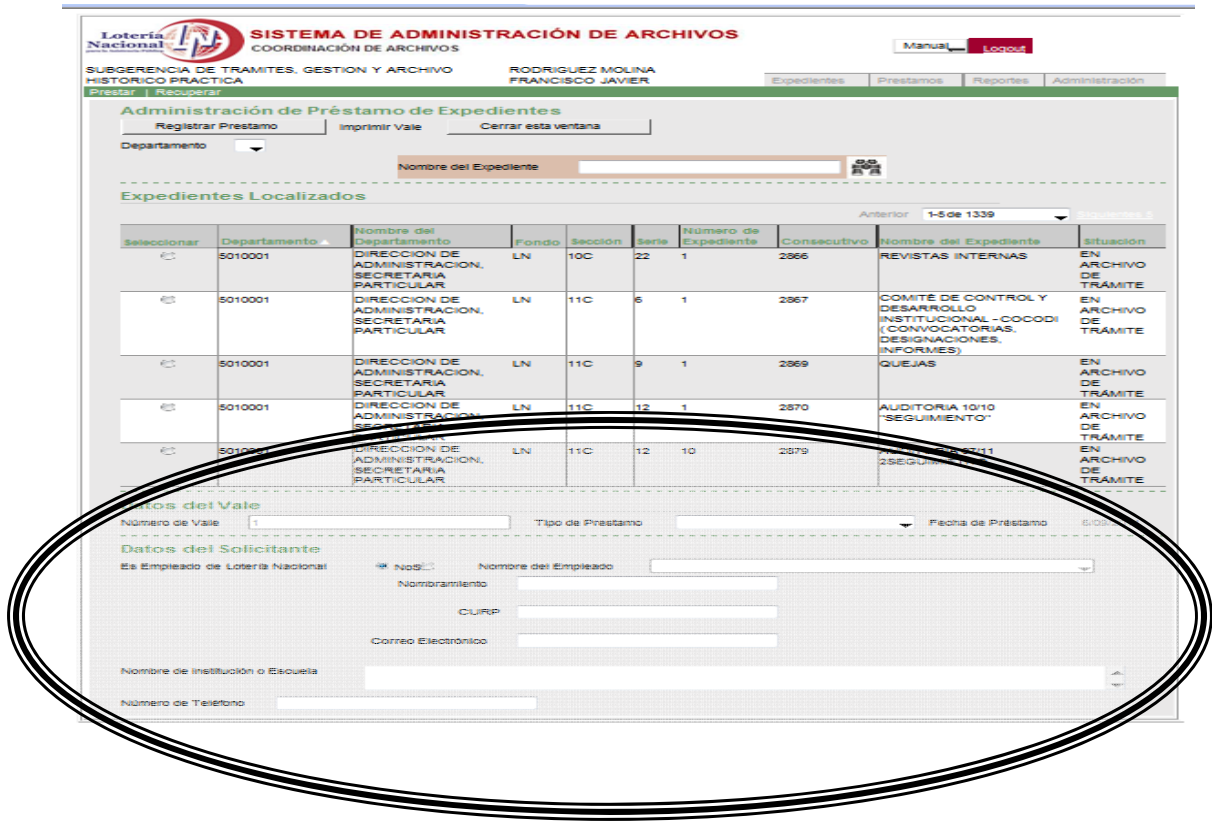 Lotería
Nacional
para la Asistencia Pública
SISTEMA DE ADMINISTRACIÓN DE ARCHIVOS
COORDINACIÓN DE ARCHIVOS
Manual Logout
SUBGERENCIA DE TRAMITES, GESTION Y ARCHIVO
HISTORICO PRACTICA
RODRIGUEZ MOLINA
FRANCISCO JAVIER
Expedientes Prestamos Reportes Administración
Prestar | Recuperar
Administración de Préstamo de Expedientes
Registrar Prestamo Imprimir Vale Cerrar esta ventana
Departamento
Nombre del Expediente
Expedientes Localizados
Anterior 1-5 de 1339 Siguientes 5
Seleccionar Departamento Nombre del Departamento Fondo Sección Serie Número de Expediente Consecutivo Nombre del Expediente Situación
5010001 DIRECCION DE ADMINISTRACION, SECRETARIA PARTICULAR LN 10C 22 1 2866 REVISTAS INTERNAS EN ARCHIVO DE TRÁMITE
5010001 DIRECCION DE ADMINISTRACION, SECRETARIA PARTICULAR LN 11C 6 1 2867 COMITÉ DE CONTROL Y DESARROLLO INSTITUCIONAL - COCODI (CONVOCATORIAS, DESIGNACIONES, INFORMES) EN ARCHIVO DE TRÁMITE
5010001 DIRECCION DE ADMINISTRACION, SECRETARIA PARTICULAR LN 11C 9 1 2869 QUEJAS EN ARCHIVO DE TRÁMITE
5010001 DIRECCION DE ADMINISTRACION, SECRETARIA PARTICULAR LN 11C 12 1 2870 AUDITORIA 10/10 "SEGUIMIENTO" EN ARCHIVO DE TRÁMITE
5010001 DIRECCION DE ADMINISTRACION, SECRETARIA PARTICULAR LN 11C 12 10 2879 EN ARCHIVO DE TRÁMITE
Datos del Vale
Número de Vale 1 Tipo de Prestamo Fecha de Préstamo
Datos del Solicitante
Es Empleado de Lotería Nacional No Si Nombre del Empleado
Nombramiento
CURP
Correo Electrónico
Nombre de Institución o Escuela
Número de Teléfono